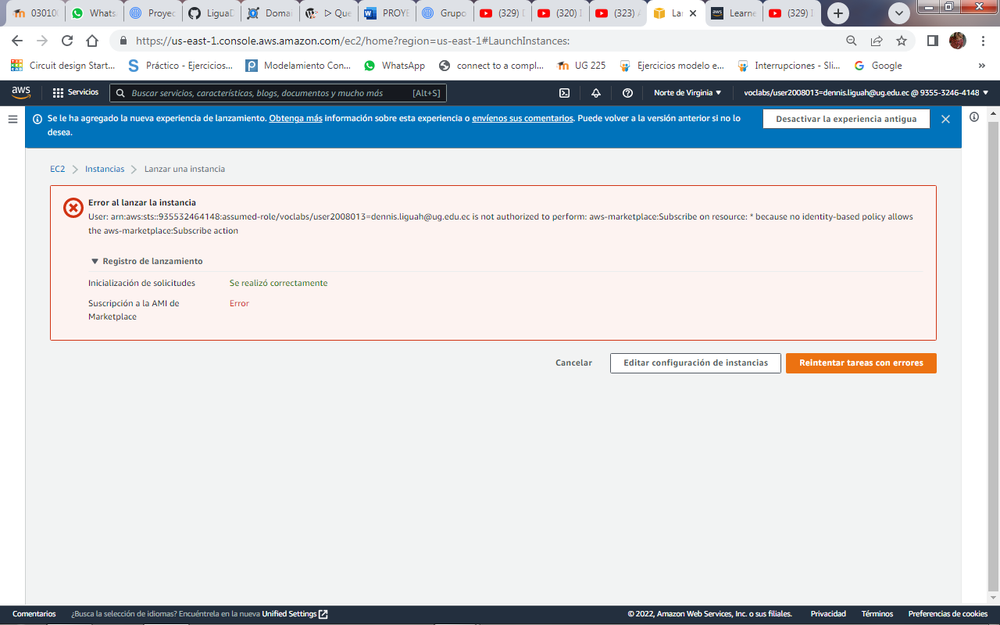 03010 Whats Proyec LiguaD Domai ▷ Que PROYE Grupo (329) I (320) I (323) A La Learne (329) I
https://us-east-1.console.aws.amazon.com/ec2/home?region=us-east-1#LaunchInstances:
Circuit design Start... Práctico - Ejercicios... Modelamiento Con... WhatsApp connect to a compl... UG 225 Ejercicios modelo e... Interrupciones - Sli... Google »
aws Servicios Buscar servicios, características, blogs, documentos y mucho más [Alt+S] Norte de Virginia voclabs/user2008013=dennis.liguah@ug.edu.ec @ 9355-3246-4148
Se le ha agregado la nueva experiencia de lanzamiento. Obtenga más información sobre esta experiencia o envíenos sus comentarios. Puede volver a la versión anterior si no lo
desea.
Desactivar la experiencia antigua
EC2 Instancias Lanzar una instancia
Error al lanzar la instancia
User: arn:aws:sts::935532464148:assumed-role/voclabs/user2008013=dennis.liguah@ug.edu.ec is not authorized to perform: aws-marketplace:Subscribe on resource: * because no identity-based policy allows
the aws-marketplace:Subscribe action
Registro de lanzamiento
Inicialización de solicitudes Se realizó correctamente
Suscripción a la AMI de Error
Marketplace
Cancelar Editar configuración de instancias Reintentar tareas con errores
Comentarios ¿Busca la selección de idiomas? Encuéntrela en la nueva Unified Settings © 2022, Amazon Web Services, Inc. o sus filiales. Privacidad Términos Preferencias de cookies